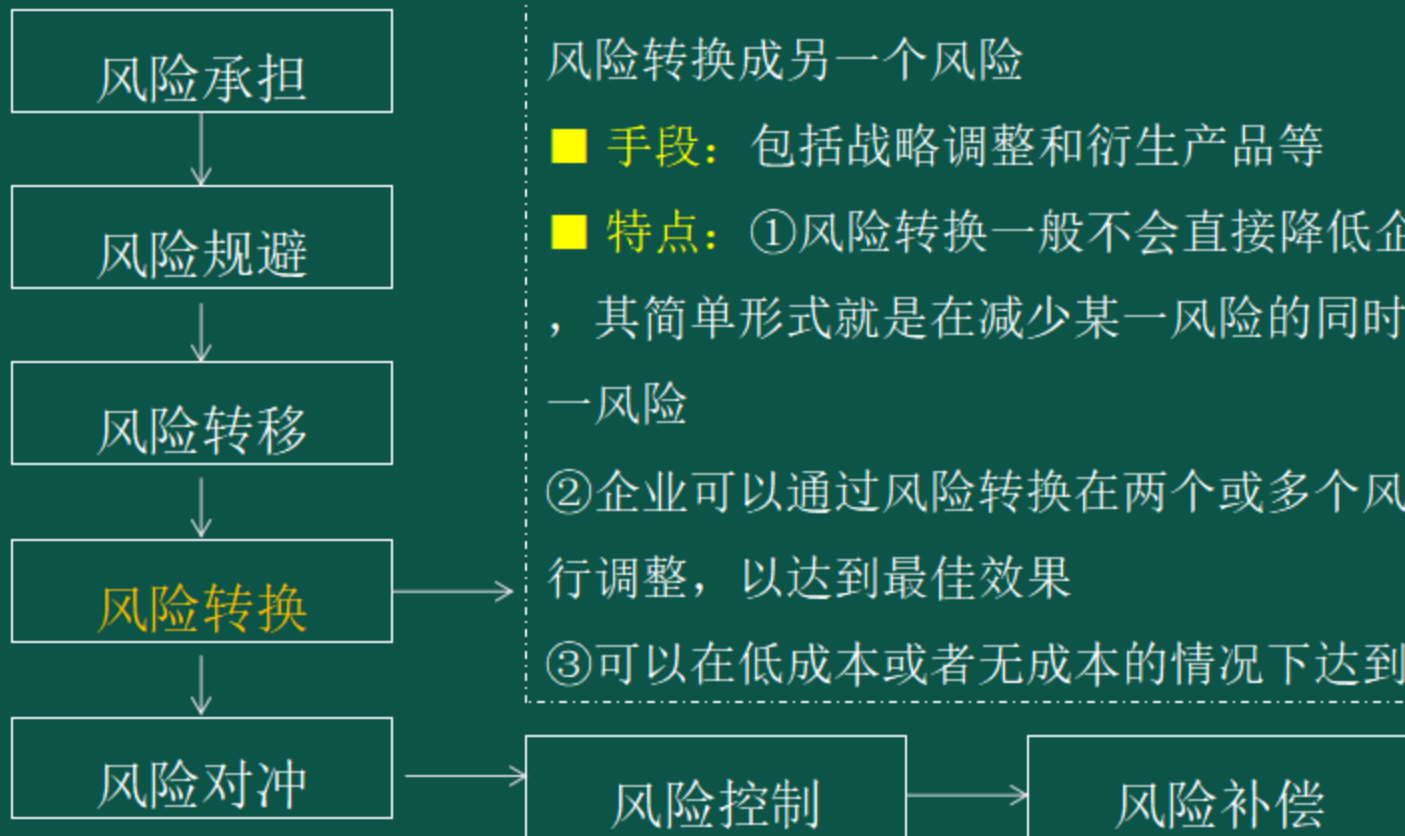 风险承担
风险规避
风险转移
风险转换
风险对冲
风险转换成另一个风险
■ 手段：包括战略调整和衍生产品等
■ 特点：①风险转换一般不会直接降低企
，其简单形式就是在减少某一风险的同时
一风险
②企业可以通过风险转换在两个或多个风
行调整，以达到最佳效果
③可以在低成本或者无成本的情况下达到
风险控制
风险补偿